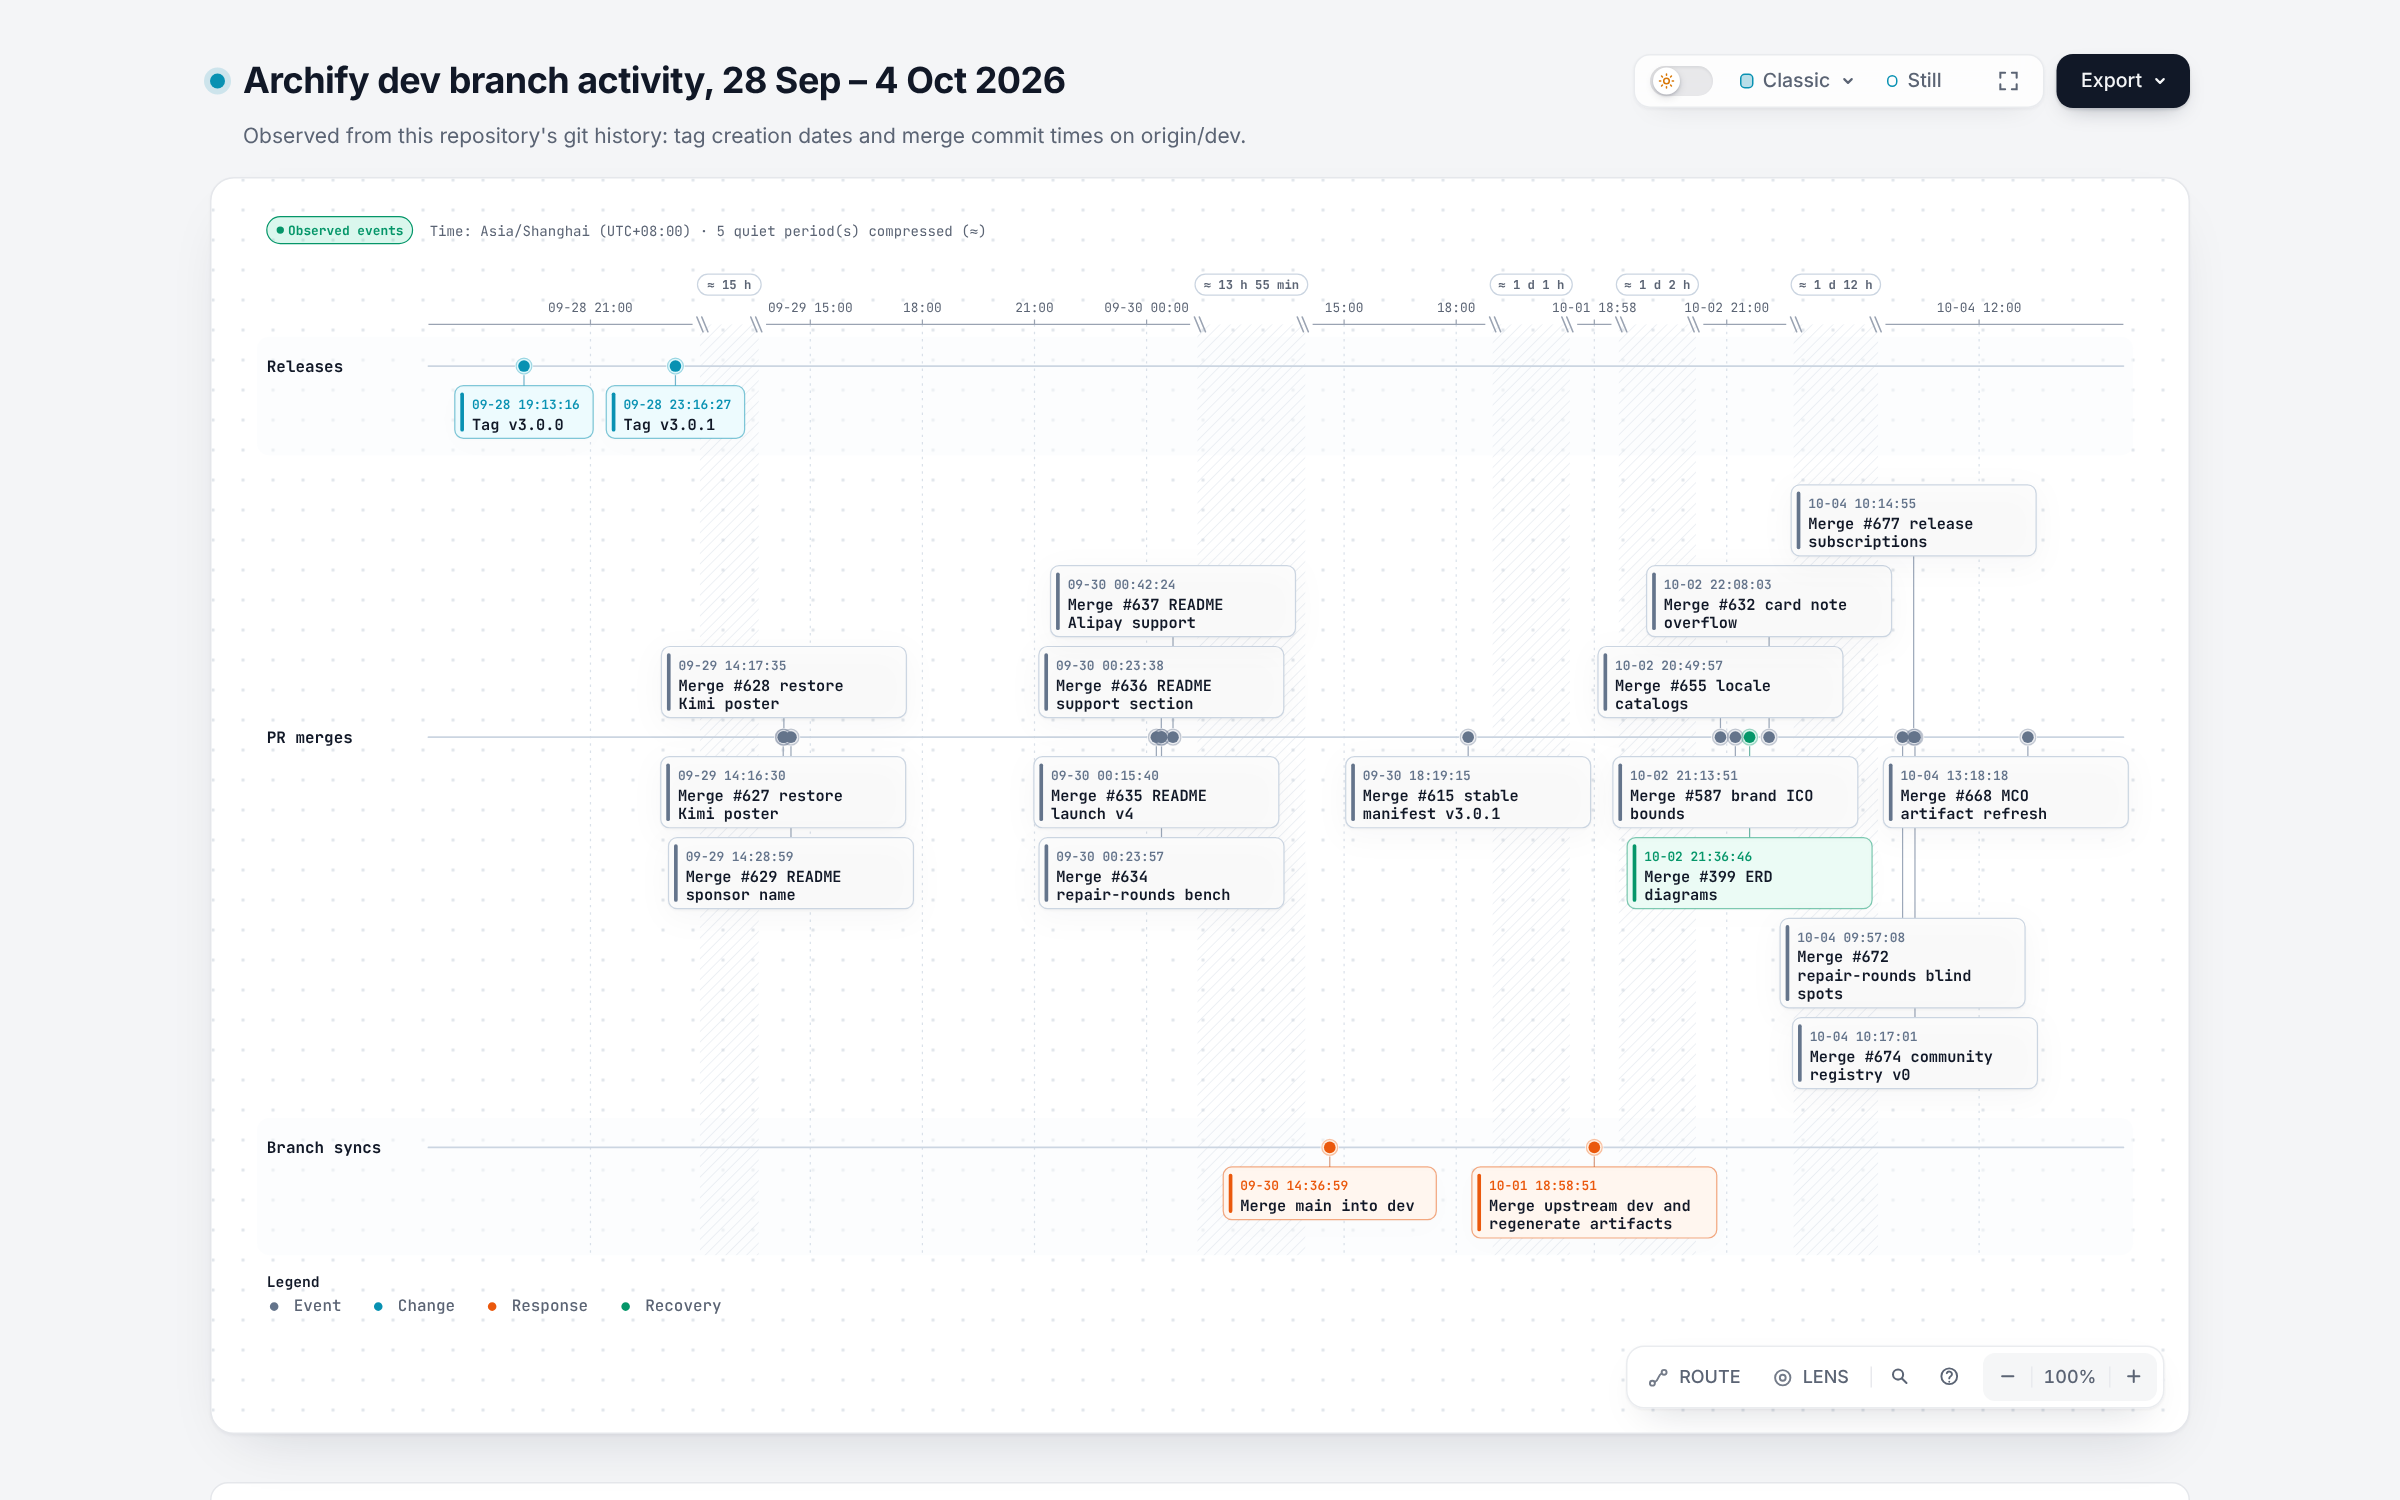 Archify dev branch activity, 28 Sep – 4 Oct 2026
Classic
Still
Export
Observed from this repository's git history: tag creation dates and merge commit times on origin/dev.
Observed events
Time: Asia/Shanghai (UTC+08:00) · 5 quiet period(s) compressed (≈)
≈ 15 h
≈ 13 h 55 min
≈ 1 d 1 h
≈ 1 d 2 h
≈ 1 d 12 h
09-28 21:00
09-29 15:00
18:00
21:00
09-30 00:00
15:00
18:00
10-01 18:58
10-02 21:00
10-04 12:00
Releases
09-28 19:13:16
Tag v3.0.0
09-28 23:16:27
Tag v3.0.1
10-04 10:14:55
Merge #677 release
subscriptions
09-30 00:42:24
Merge #637 README
Alipay support
10-02 22:08:03
Merge #632 card note
overflow
09-29 14:17:35
Merge #628 restore
Kimi poster
09-30 00:23:38
Merge #636 README
support section
10-02 20:49:57
Merge #655 locale
catalogs
PR merges
09-29 14:16:30
Merge #627 restore
Kimi poster
09-30 00:15:40
Merge #635 README
launch v4
09-30 18:19:15
Merge #615 stable
manifest v3.0.1
10-02 21:13:51
Merge #587 brand ICO
bounds
10-04 13:18:18
Merge #668 MCO
artifact refresh
09-29 14:28:59
Merge #629 README
sponsor name
09-30 00:23:57
Merge #634
repair-rounds bench
10-02 21:36:46
Merge #399 ERD
diagrams
10-04 09:57:08
Merge #672
repair-rounds blind
spots
10-04 10:17:01
Merge #674 community
registry v0
Branch syncs
09-30 14:36:59
Merge main into dev
10-01 18:58:51
Merge upstream dev and
regenerate artifacts
Legend
Event
Change
Response
Recovery
ROUTE
LENS
100%